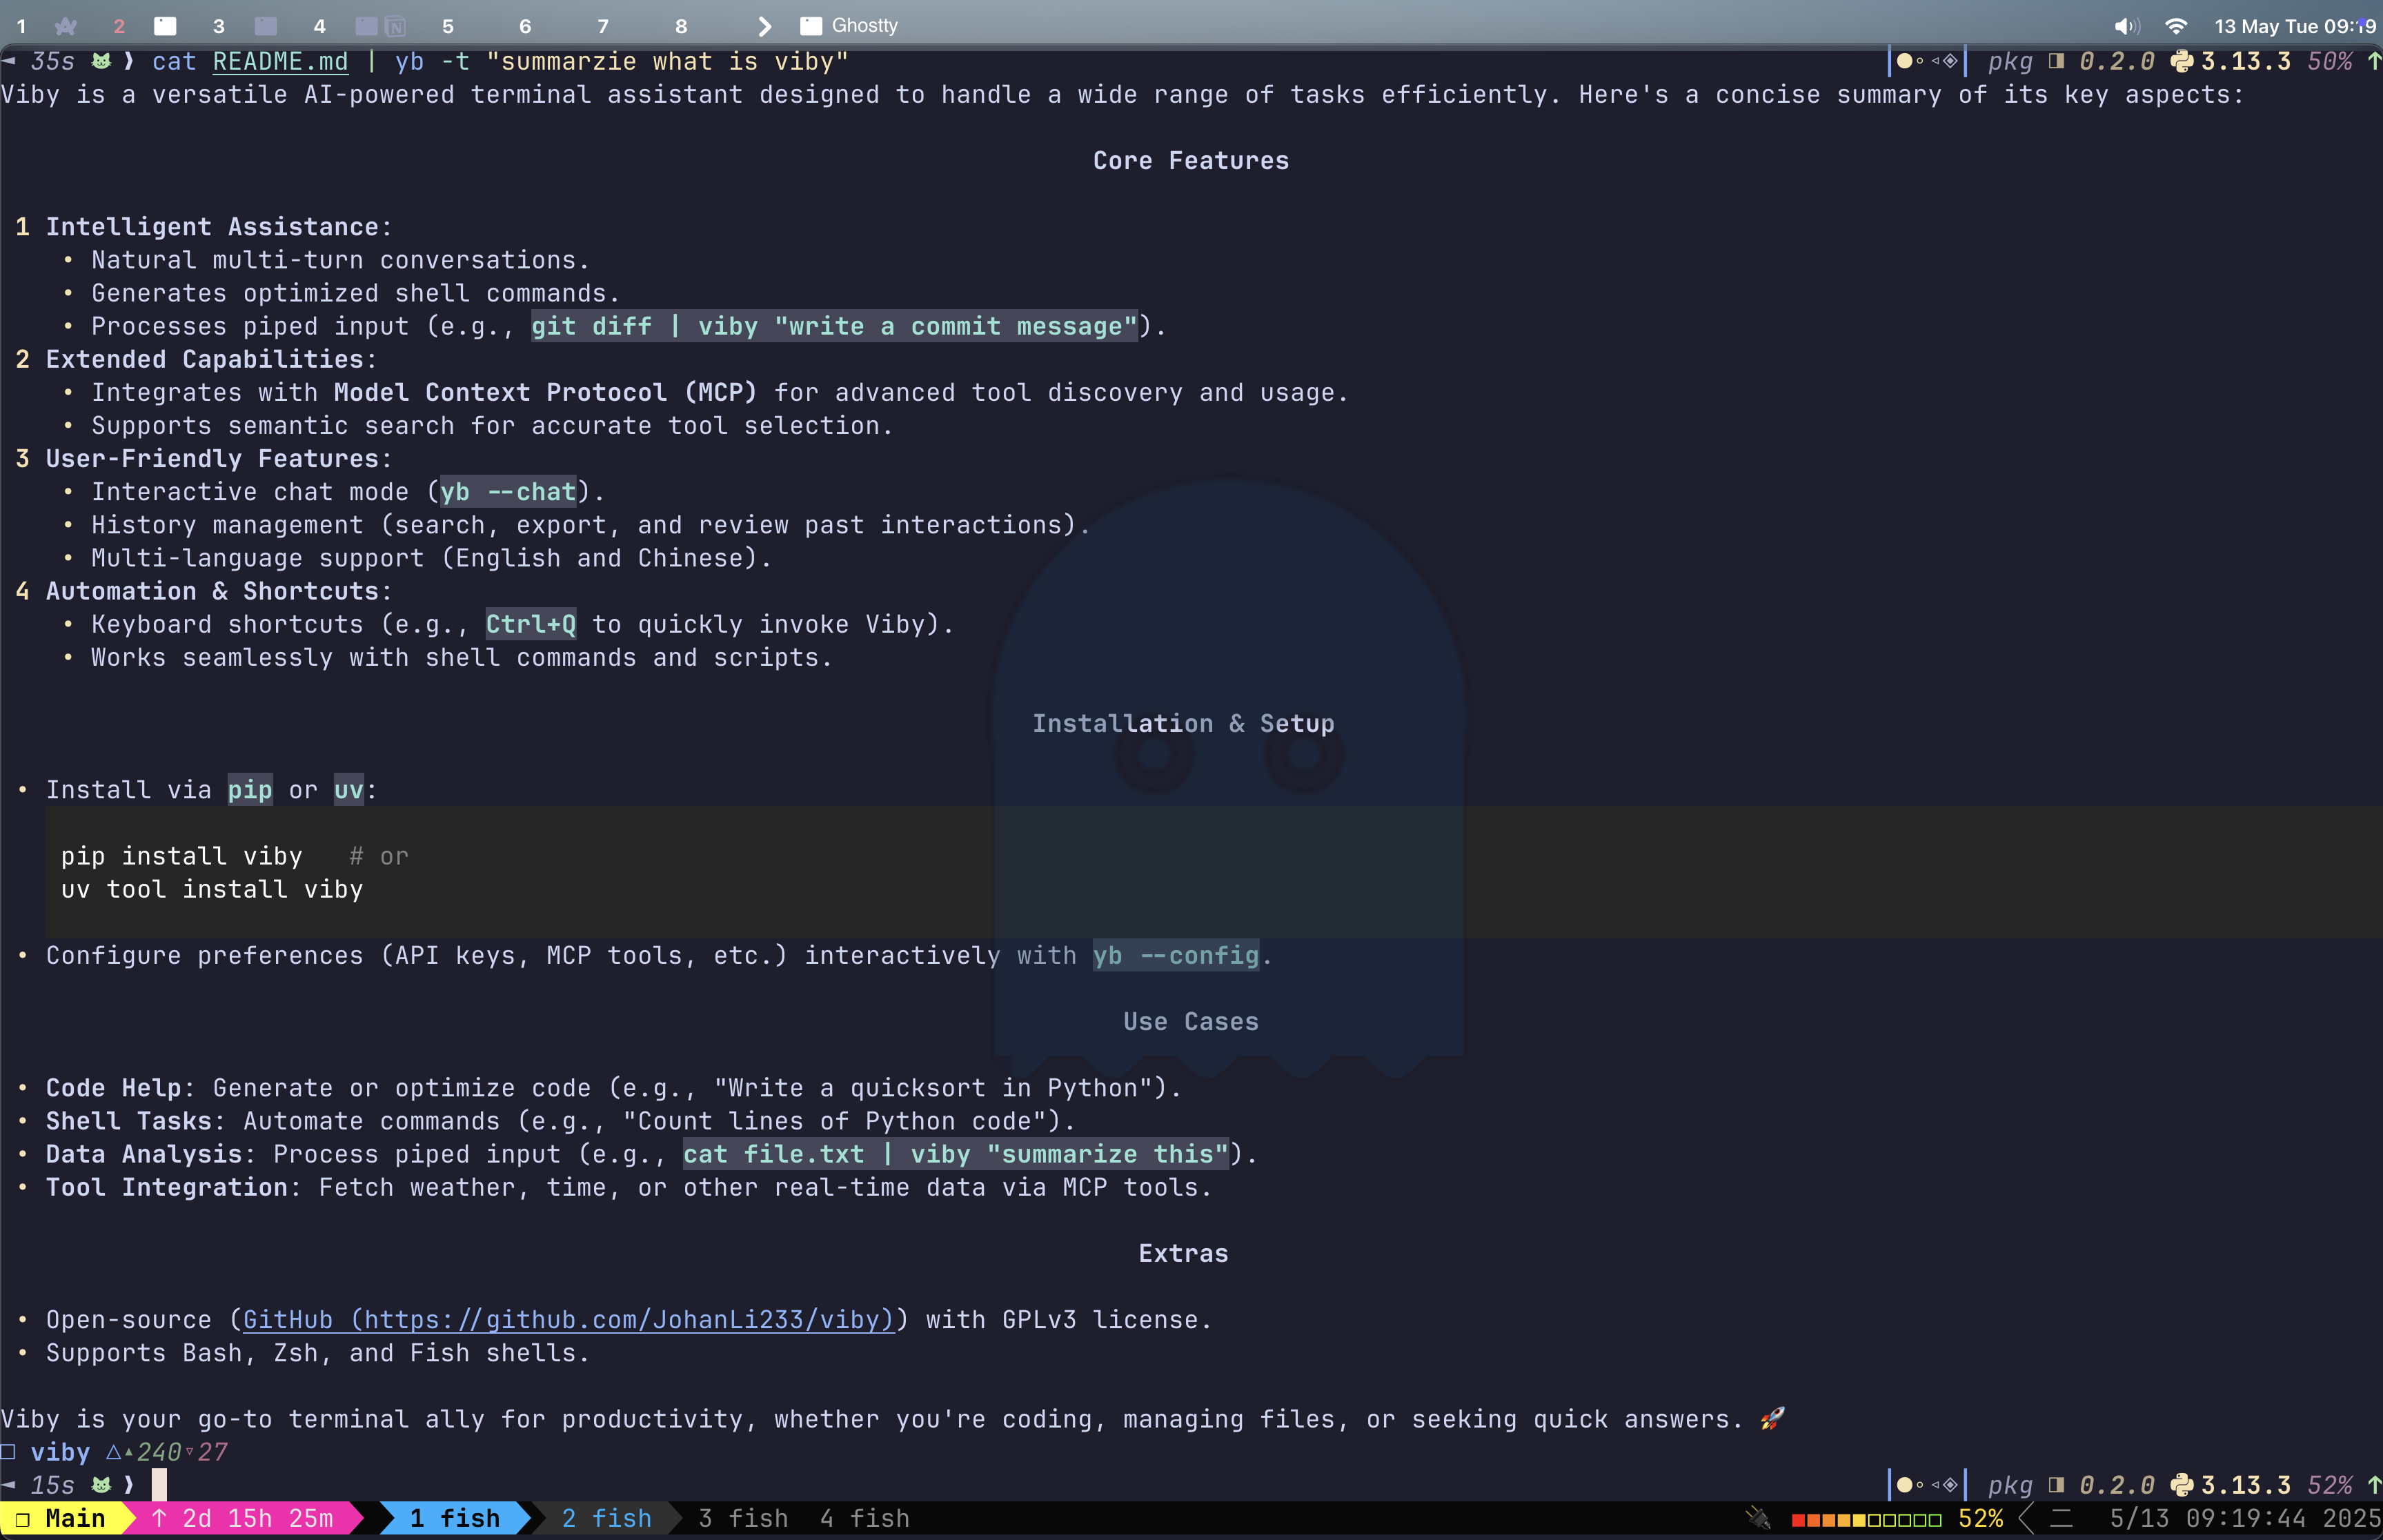 1 2 3 4 5 6 7 8 Ghostty 13 May Tue 09:19
35s ❱ cat README.md | yb -t "summarzie what is viby" pkg 0.2.0 3.13.3 50% ↑
Viby is a versatile AI-powered terminal assistant designed to handle a wide range of tasks efficiently. Here's a concise summary of its key aspects:
Core Features
1 Intelligent Assistance:
• Natural multi-turn conversations.
• Generates optimized shell commands.
• Processes piped input (e.g., git diff | viby "write a commit message").
2 Extended Capabilities:
• Integrates with Model Context Protocol (MCP) for advanced tool discovery and usage.
• Supports semantic search for accurate tool selection.
3 User-Friendly Features:
• Interactive chat mode (yb --chat).
• History management (search, export, and review past interactions).
• Multi-language support (English and Chinese).
4 Automation & Shortcuts:
• Keyboard shortcuts (e.g., Ctrl+Q to quickly invoke Viby).
• Works seamlessly with shell commands and scripts.
Installation & Setup
• Install via pip or uv:
pip install viby # or
uv tool install viby
• Configure preferences (API keys, MCP tools, etc.) interactively with yb --config.
Use Cases
• Code Help: Generate or optimize code (e.g., "Write a quicksort in Python").
• Shell Tasks: Automate commands (e.g., "Count lines of Python code").
• Data Analysis: Process piped input (e.g., cat file.txt | viby "summarize this").
• Tool Integration: Fetch weather, time, or other real-time data via MCP tools.
Extras
• Open-source (GitHub (https://github.com/JohanLi233/viby)) with GPLv3 license.
• Supports Bash, Zsh, and Fish shells.
Viby is your go-to terminal ally for productivity, whether you're coding, managing files, or seeking quick answers. 🚀
viby △▴240▿27
15s ❱ pkg 0.2.0 3.13.3 52% ↑
❐ Main ↑ 2d 15h 25m 1 fish 2 fish 3 fish 4 fish 52% 二 5/13 09:19:44 2025